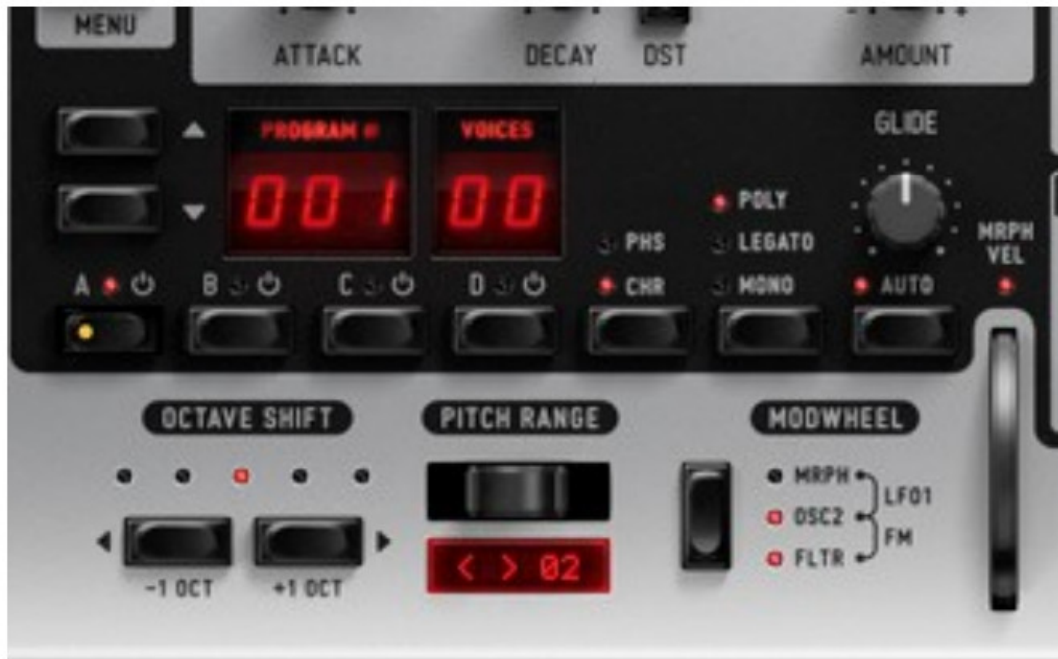 MENU
ATTACK
DECAY
DST
AMOUNT
-
+
PROGRAM #
VOICES
GLIDE
001
00
POLY
PHS
LEGATO
MRPH
VEL
A
B
C
D
CHR
MONO
AUTO
OCTAVE SHIFT
PITCH RANGE
MODWHEEL
MRPH
LFO1
OSC2
FM
FLTR
< > 02
-1 OCT
+1 OCT